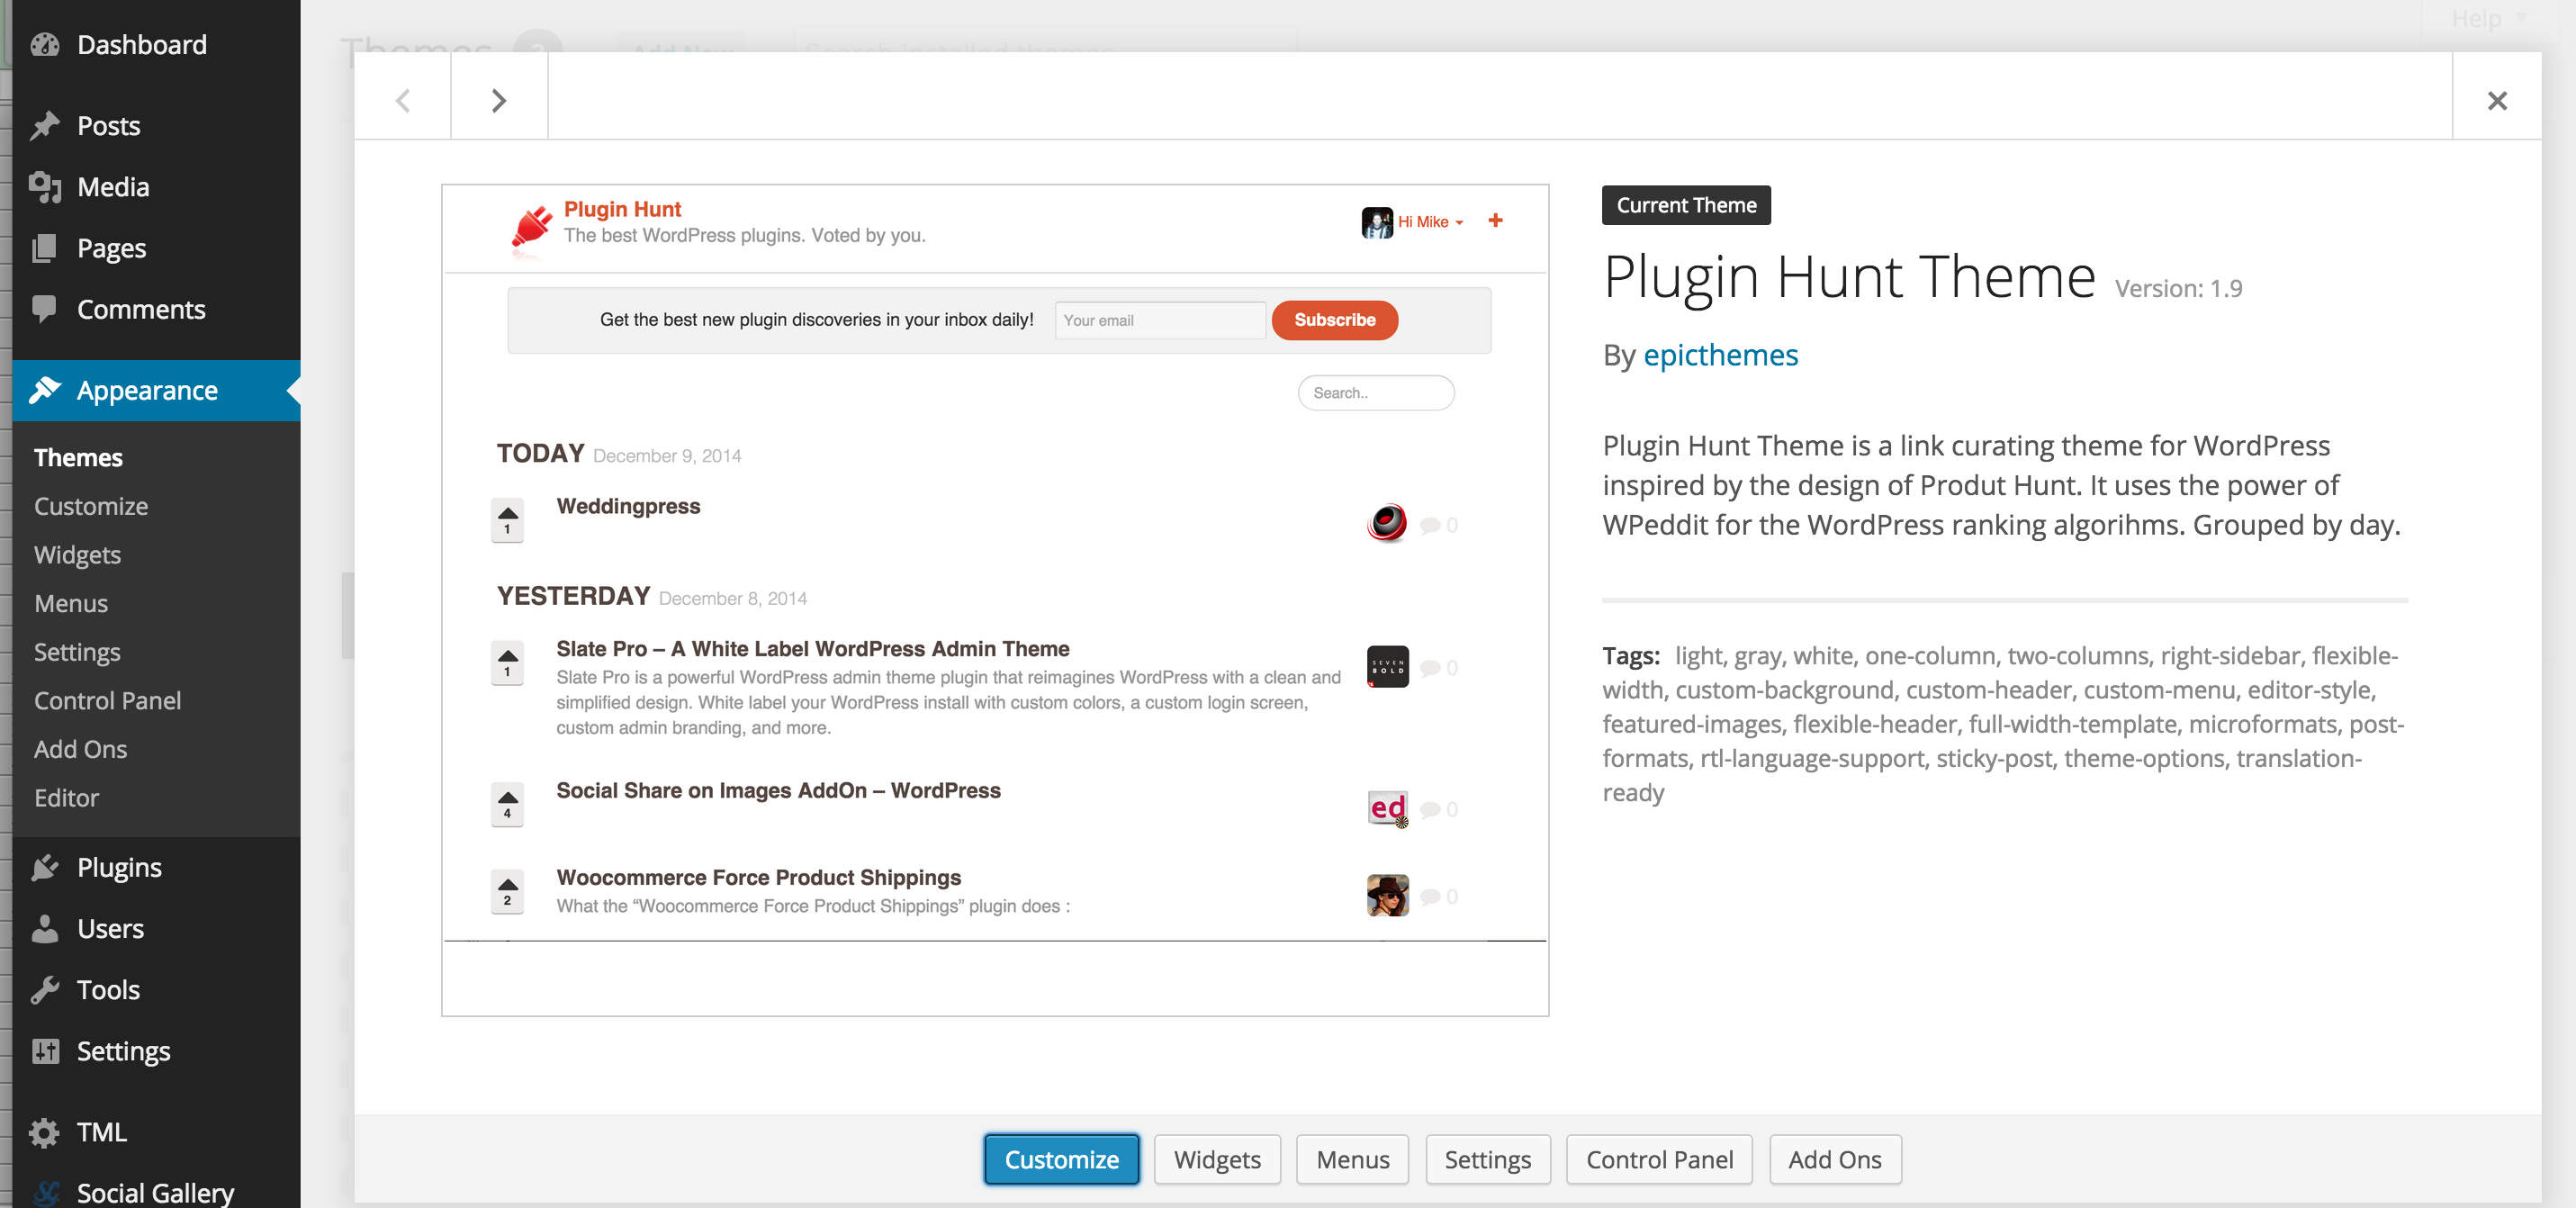 Dashboard
Posts
Media
Pages
Comments
Appearance
Themes
Customize
Widgets
Menus
Settings
Control Panel
Add Ons
Editor
Plugins
Users
Tools
Settings
TML
Social Gallery
Themes 3 Add New Search installed themes...
Help
Plugin Hunt
The best WordPress plugins. Voted by you.
Hi Mike
Get the best new plugin discoveries in your inbox daily! Your email Subscribe
Search..
TODAY December 9, 2014
1 Weddingpress 0
YESTERDAY December 8, 2014
1 Slate Pro – A White Label WordPress Admin Theme 0
Slate Pro is a powerful WordPress admin theme plugin that reimagines WordPress with a clean and
simplified design. White label your WordPress install with custom colors, a custom login screen,
custom admin branding, and more.
SEVEN
BOLD
4 Social Share on Images AddOn – WordPress ed 0
2 Woocommerce Force Product Shippings 0
What the “Woocommerce Force Product Shippings” plugin does :
Current Theme
Plugin Hunt Theme Version: 1.9
By epicthemes
Plugin Hunt Theme is a link curating theme for WordPress
inspired by the design of Produt Hunt. It uses the power of
WPeddit for the WordPress ranking algorihms. Grouped by day.
Tags: light, gray, white, one-column, two-columns, right-sidebar, flexible-
width, custom-background, custom-header, custom-menu, editor-style,
featured-images, flexible-header, full-width-template, microformats, post-
formats, rtl-language-support, sticky-post, theme-options, translation-
ready
Customize Widgets Menus Settings Control Panel Add Ons